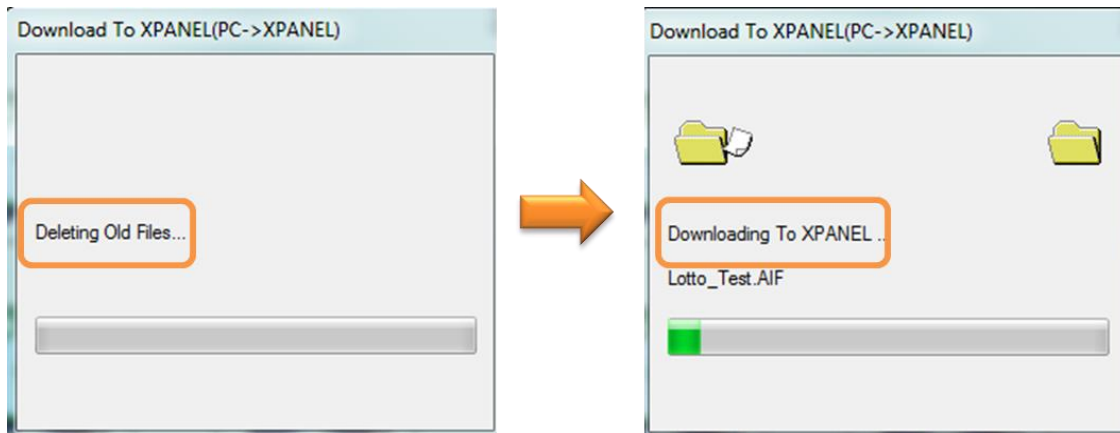 Download To XPANEL(PC->XPANEL)
Deleting Old Files...
Download To XPANEL(PC->XPANEL)
Downloading To XPANEL ..
Lotto_Test.AIF